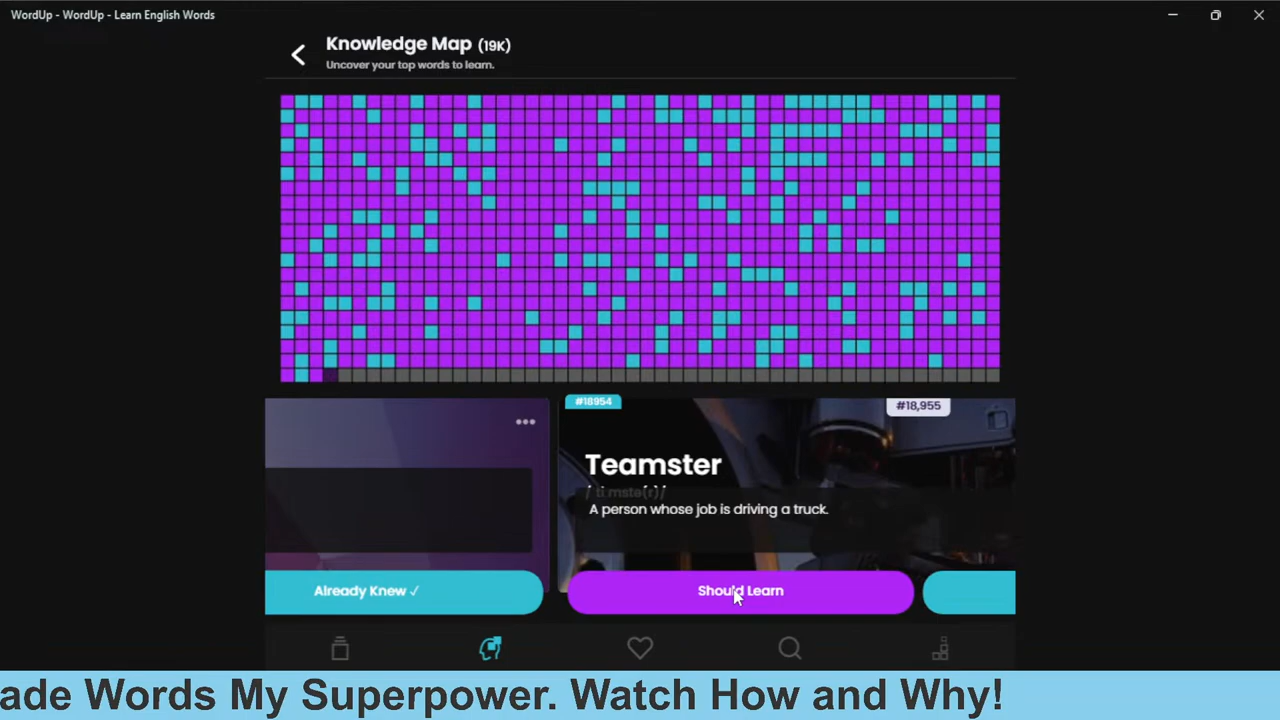 WordUp - WordUp - Learn English Words
Knowledge Map (19K)
Uncover your top words to learn.
#18954
#18,955
Teamster
/ˈtiːmstə(r)/
A person whose job is driving a truck.
Already Knew ✓
Should Learn
ade Words My Superpower. Watch How and Why!